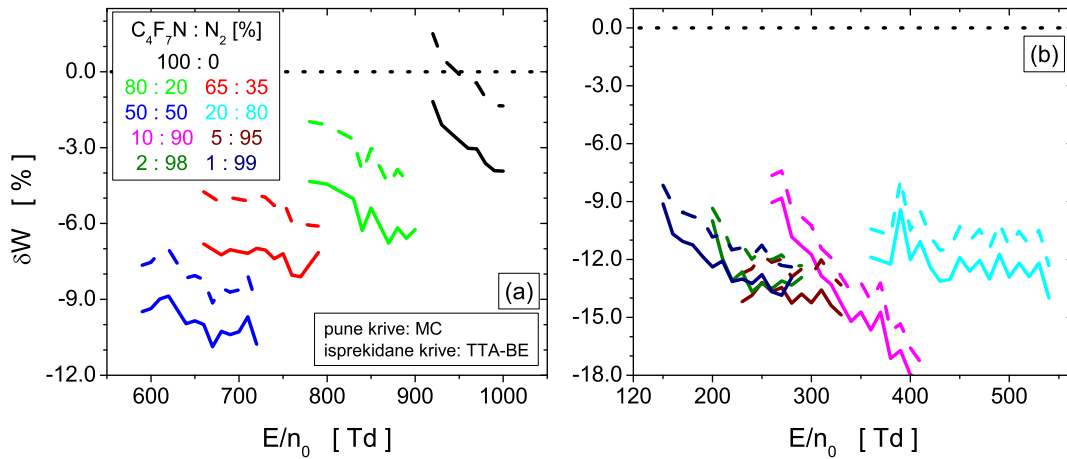 C₄F₇N : N₂ [%]
100 : 0
80 : 20 65 : 35
50 : 50 20 : 80
10 : 90 5 : 95
2 : 98 1 : 99
0.0
-3.0
-6.0
-9.0
-12.0
δW [ % ]
(a)
pune krive: MC
isprekidane krive: TTA-BE
600 700 800 900 1000
E/n₀ [ Td ]
0.0
-3.0
-6.0
-9.0
-12.0
-15.0
-18.0
(b)
120 200 300 400 500
E/n₀ [ Td ]